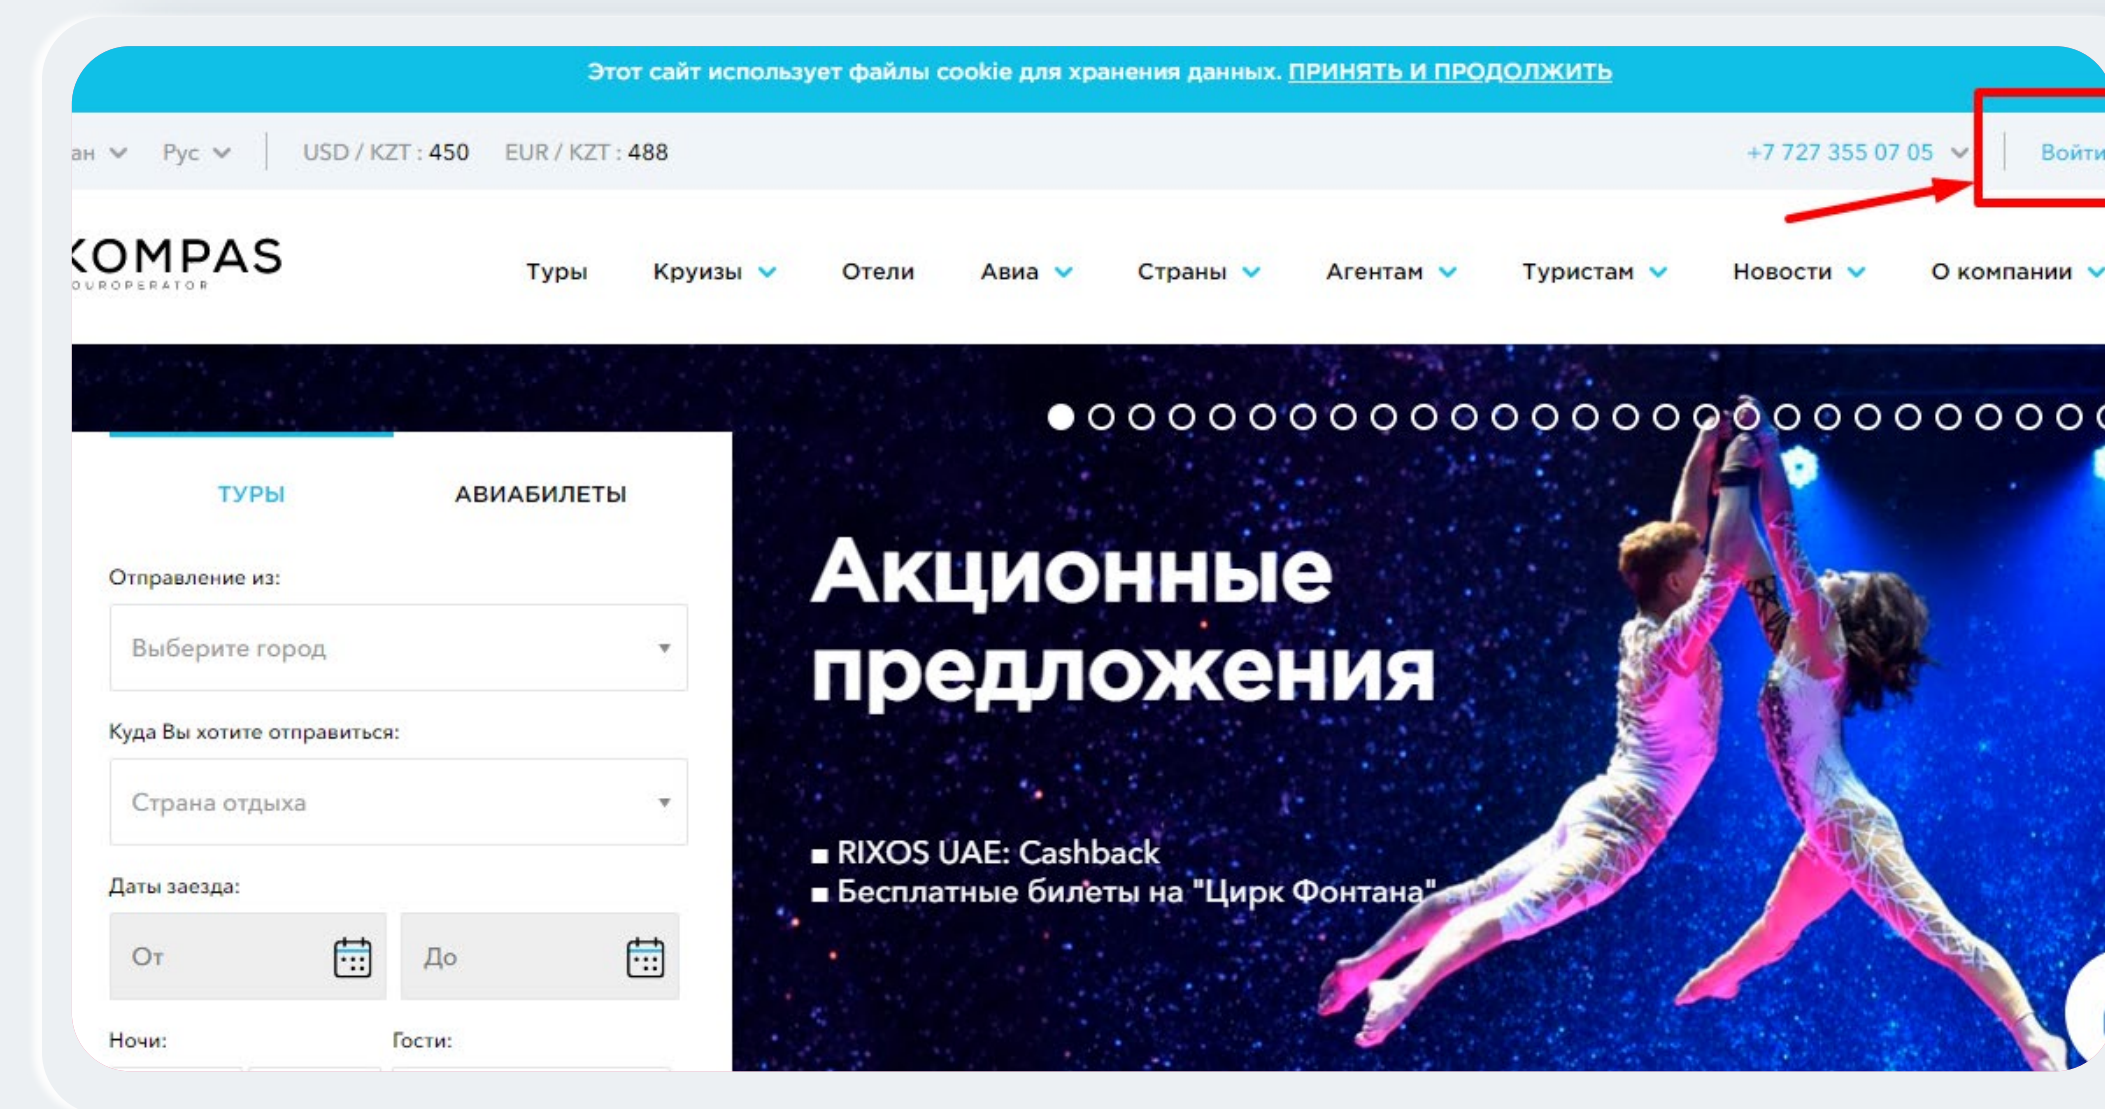 Этот сайт использует файлы cookie для хранения данных. ПРИНЯТЬ И ПРОДОЛЖИТЬ
ан Рус USD / KZT : 450 EUR / KZT : 488 +7 727 355 07 05 Войти
KOMPAS
OUROPERATOR
Туры Круизы Отели Авиа Страны Агентам Туристам Новости О компании
ТУРЫ АВИАБИЛЕТЫ
Отправление из:
Выберите город
Куда Вы хотите отправиться:
Страна отдыха
Даты заезда:
От До
Ночи: Гости:
Акционные
предложения
▪ RIXOS UAE: Cashback
▪ Бесплатные билеты на "Цирк Фонтана"